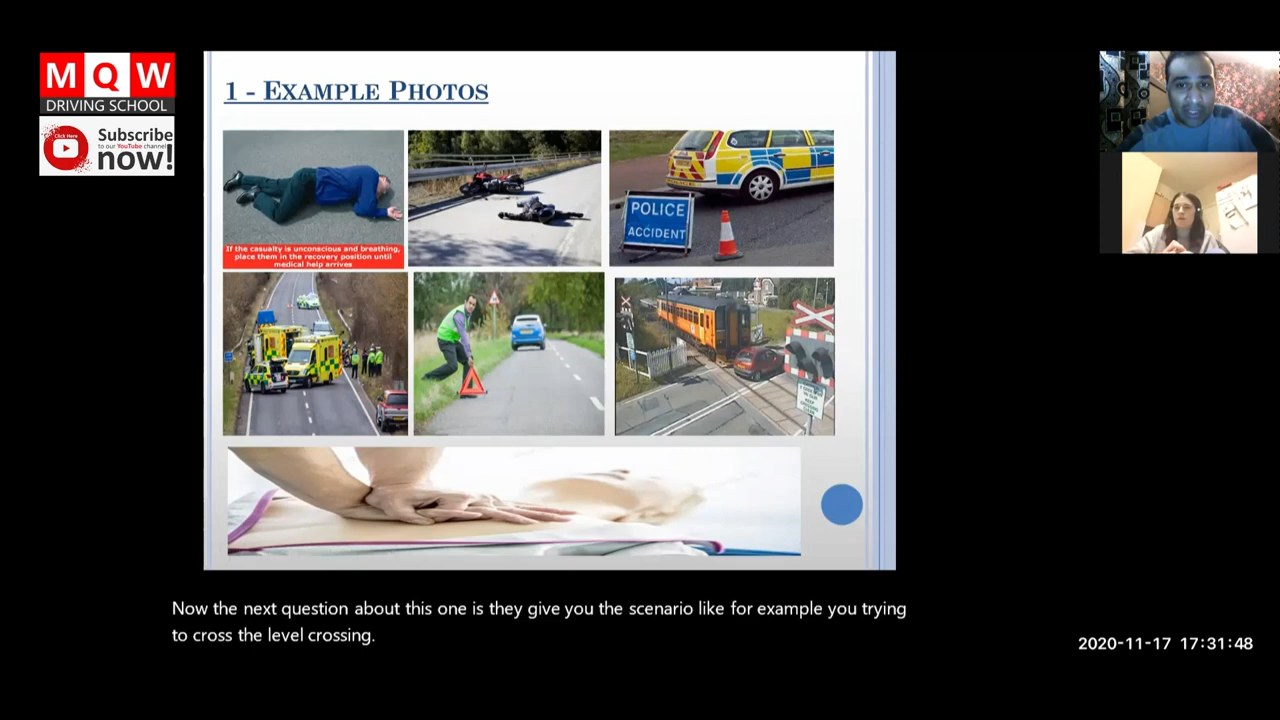 M Q W
DRIVING SCHOOL
Click Here
Subscribe
to our YouTube channel
now!
1 - EXAMPLE PHOTOS
If the casualty is unconscious and breathing,
place them in the recovery position until
medical help arrives
POLICE
ACCIDENT
Now the next question about this one is they give you the scenario like for example you trying
to cross the level crossing.
2020-11-17 17:31:48